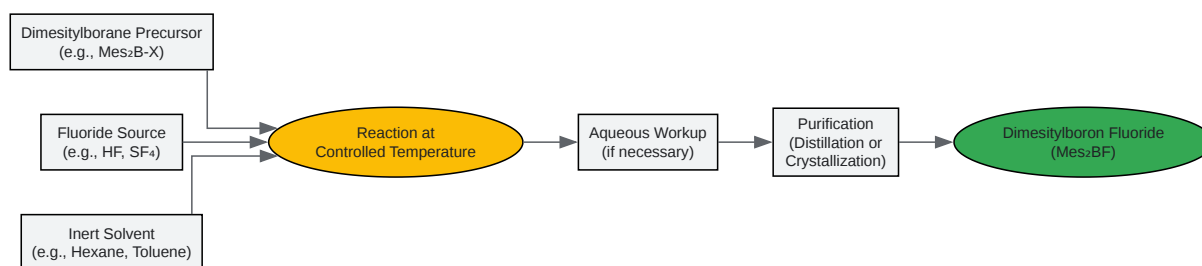 Dimesitylborane Precursor
(e.g., Mes₂B-X)
Fluoride Source
(e.g., HF, SF₄)
Inert Solvent
(e.g., Hexane, Toluene)
Reaction at
Controlled Temperature
Aqueous Workup
(if necessary)
Purification
(Distillation or
Crystallization)
Dimesitylboron Fluoride
(Mes₂BF)